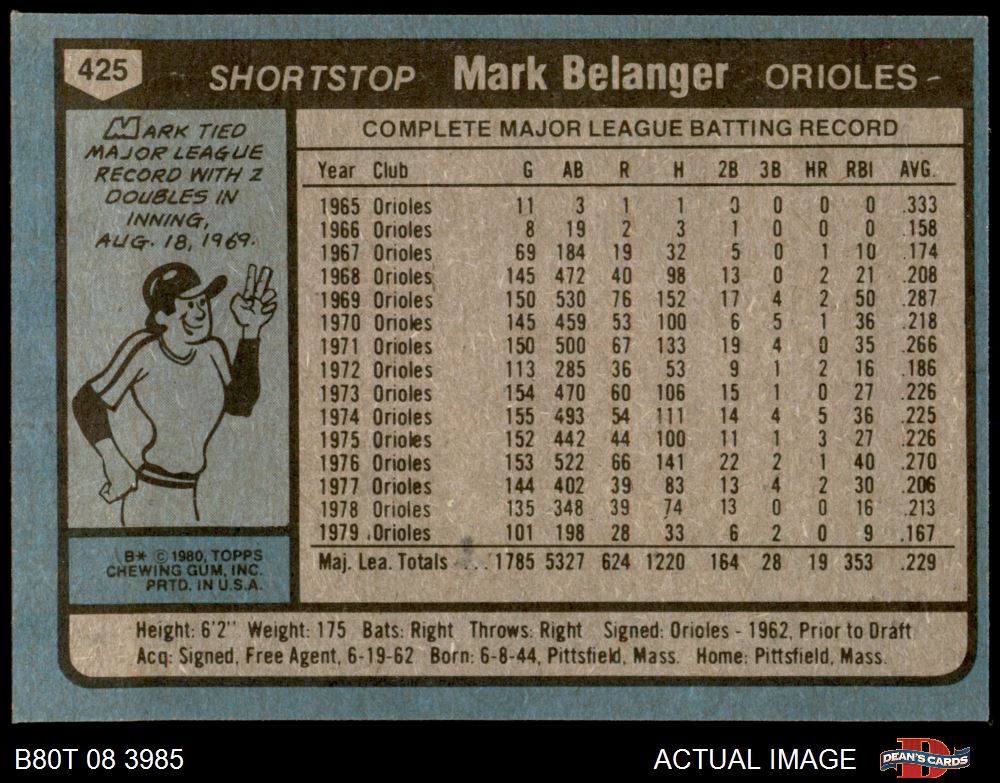 425 SHORTSTOP Mark Belanger ORIOLES
MARK TIED
MAJOR LEAGUE
RECORD WITH 2
DOUBLES IN
INNING,
AUG. 18, 1969.
B* © 1980, TOPPS
CHEWING GUM, INC.
PRTD. IN U.S.A.
COMPLETE MAJOR LEAGUE BATTING RECORD
Year Club G AB R H 2B 3B HR RBI AVG.
1965 Orioles 11 3 1 1 0 0 0 0 .333
1966 Orioles 8 19 2 3 1 0 0 0 .158
1967 Orioles 69 184 19 32 5 0 1 10 .174
1968 Orioles 145 472 40 98 13 0 2 21 .208
1969 Orioles 150 530 76 152 17 4 2 50 .287
1970 Orioles 145 459 53 100 6 5 1 36 .218
1971 Orioles 150 500 67 133 19 4 0 35 .266
1972 Orioles 113 285 36 53 9 1 2 16 .186
1973 Orioles 154 470 60 106 15 1 0 27 .226
1974 Orioles 155 493 54 111 14 4 5 36 .225
1975 Orioles 152 442 44 100 11 1 3 27 .226
1976 Orioles 153 522 66 141 22 2 1 40 .270
1977 Orioles 144 402 39 83 13 4 2 30 .206
1978 Orioles 135 348 39 74 13 0 0 16 .213
1979 Orioles 101 198 28 33 6 2 0 9 .167
Maj. Lea. Totals ... 1785 5327 624 1220 164 28 19 353 .229
Height: 6'2" Weight: 175 Bats: Right Throws: Right Signed: Orioles - 1962, Prior to Draft
Acq: Signed, Free Agent, 6-19-62 Born: 6-8-44, Pittsfield, Mass. Home: Pittsfield, Mass.
B80T 08 3985 ACTUAL IMAGE DEAN'S CARDS